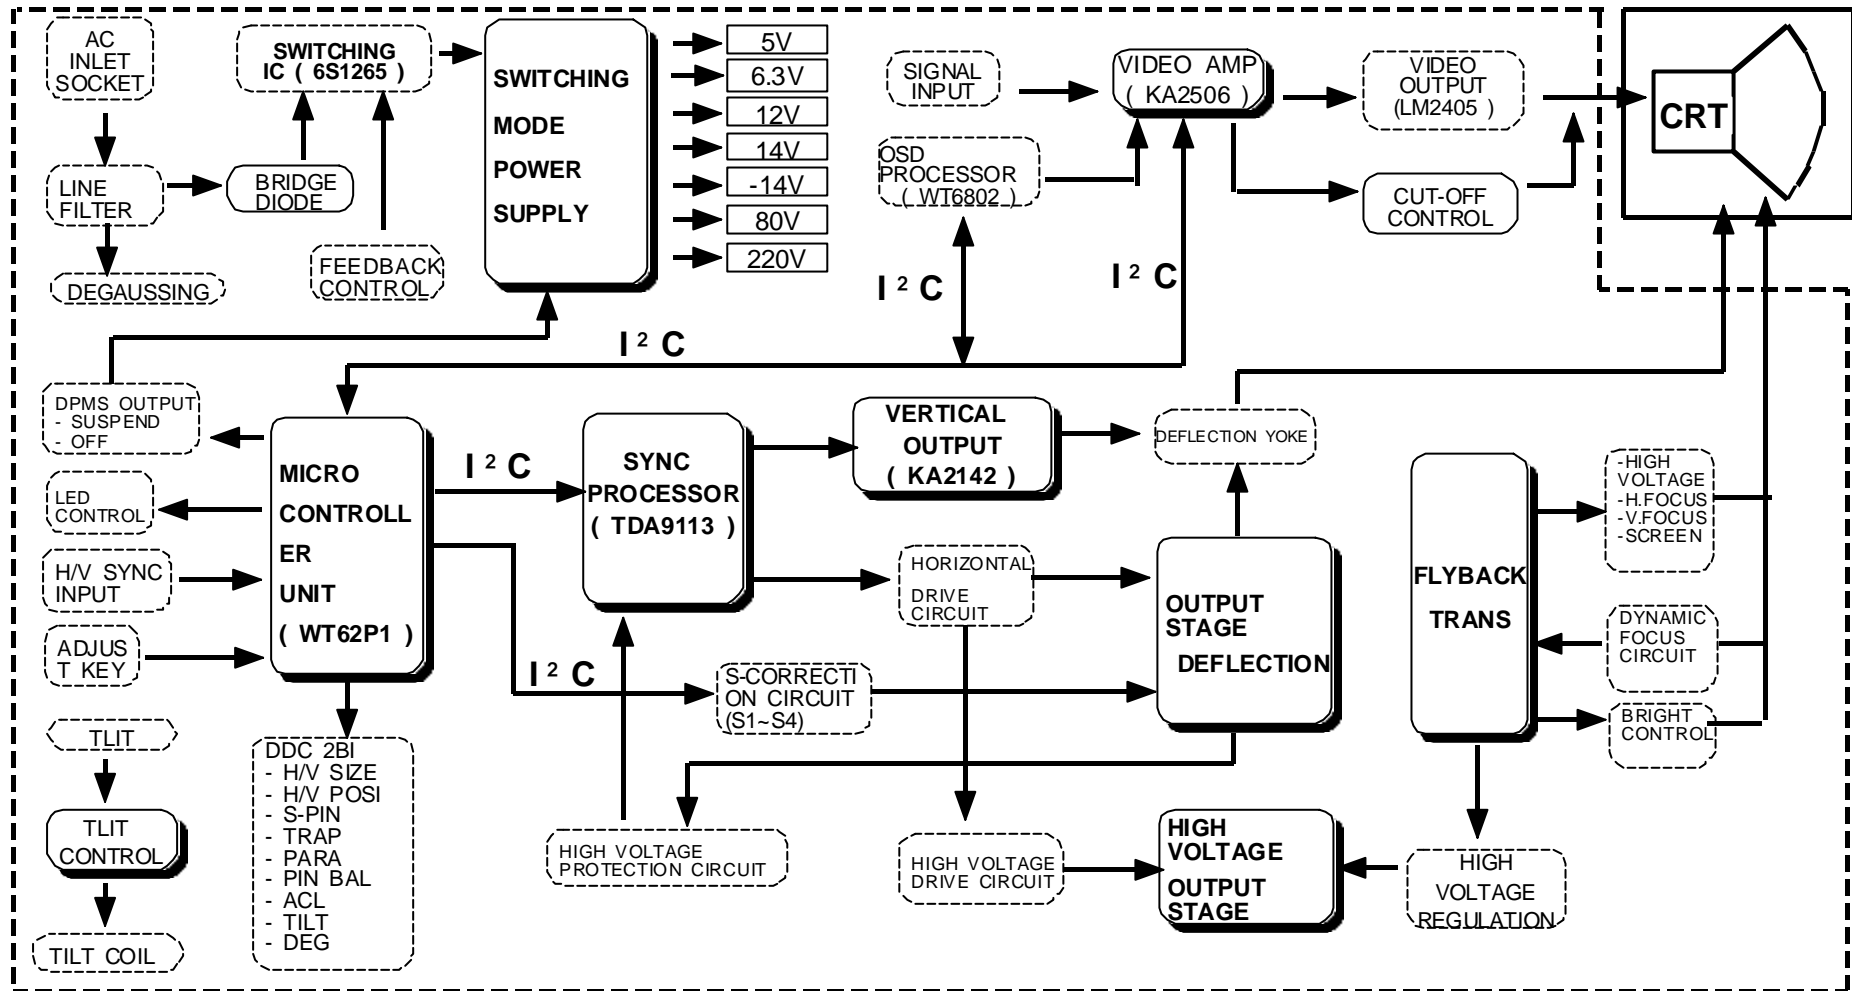 AC
INLET
SOCKET
SWITCHING
IC ( 6S1265 )
LINE
FILTER
BRIDGE
DIODE
DEGAUSSING
FEEDBACK
CONTROL
SWITCHING
MODE
POWER
SUPPLY
5V
6.3V
12V
14V
-14V
80V
220V
SIGNAL
INPUT
VIDEO AMP
( KA2506 )
VIDEO
OUTPUT
(LM2405 )
CRT
OSD
PROCESSOR
( WT6802 )
CUT-OFF
CONTROL
I ² C
I ² C
I ² C
DPMS OUTPUT
- SUSPEND
- OFF
LED
CONTROL
H/V SYNC
INPUT
ADJUS
T KEY
MICRO
CONTROLL
ER
UNIT
( WT62P1 )
I ² C
I ² C
SYNC
PROCESSOR
( TDA9113 )
VERTICAL
OUTPUT
( KA2142 )
DEFLECTION YOKE
HORIZONTAL
DRIVE
CIRCUIT
OUTPUT
STAGE
DEFLECTION
S-CORRECTI
ON CIRCUIT
(S1~S4)
FLYBACK
TRANS
-HIGH
VOLTAGE
-H.FOCUS
-V.FOCUS
-SCREEN
DYNAMIC
FOCUS
CIRCUIT
BRIGHT
CONTROL
TLIT
TLIT
CONTROL
TILT COIL
DDC 2BI
- H/V SIZE
- H/V POSI
- S-PIN
- TRAP
- PARA
- PIN BAL
- ACL
- TILT
- DEG
HIGH VOLTAGE
PROTECTION CIRCUIT
HIGH VOLTAGE
DRIVE CIRCUIT
HIGH
VOLTAGE
OUTPUT
STAGE
HIGH
VOLTAGE
REGULATION